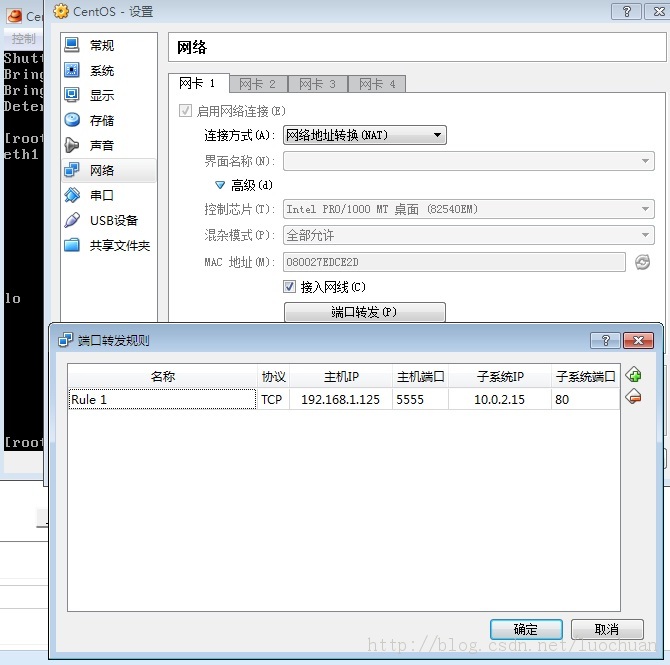 Ce
CentOS - 设置
控制
Shutt
Bring
Bring
Deter
[root
eth1
lo
[root
常规
系统
显示
存储
声音
网络
串口
USB设备
共享文件夹
网络
网卡 1 网卡 2 网卡 3 网卡 4
启用网络连接(E)
连接方式(A): 网络地址转换(NAT)
界面名称(N):
高级(d)
控制芯片(T): Intel PRO/1000 MT 桌面 (82540EM)
混杂模式(P): 全部允许
MAC 地址(M): 080027EDCE2D
接入网线(C)
端口转发(P)
端口转发规则
名称 协议 主机IP 主机端口 子系统IP 子系统端口
Rule 1 TCP 192.168.1.125 5555 10.0.2.15 80
确定 取消
http://blog.csdn.net/luochuan